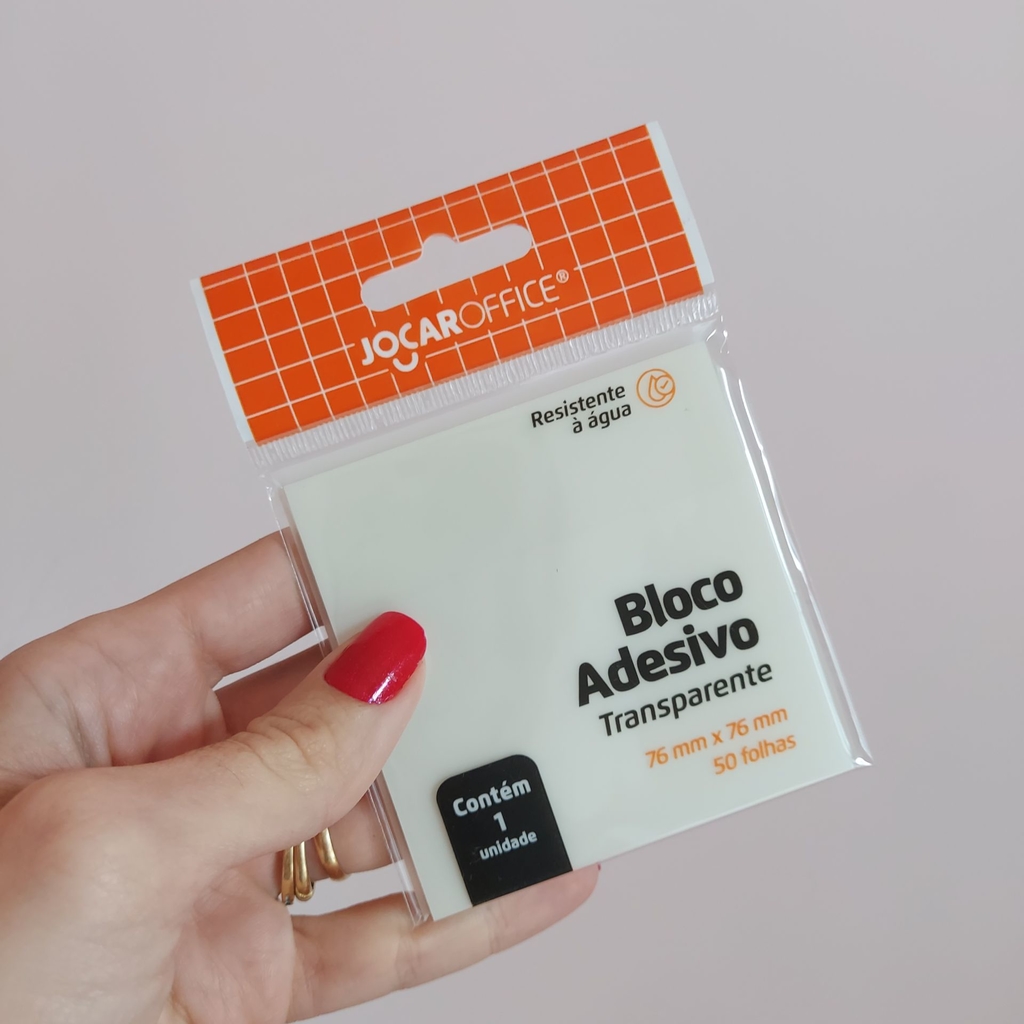 JOCAROFFICE®
Resistente
à água
Bloco
Adesivo
Transparente
76 mm x 76 mm
50 folhas
Contém
1
unidade